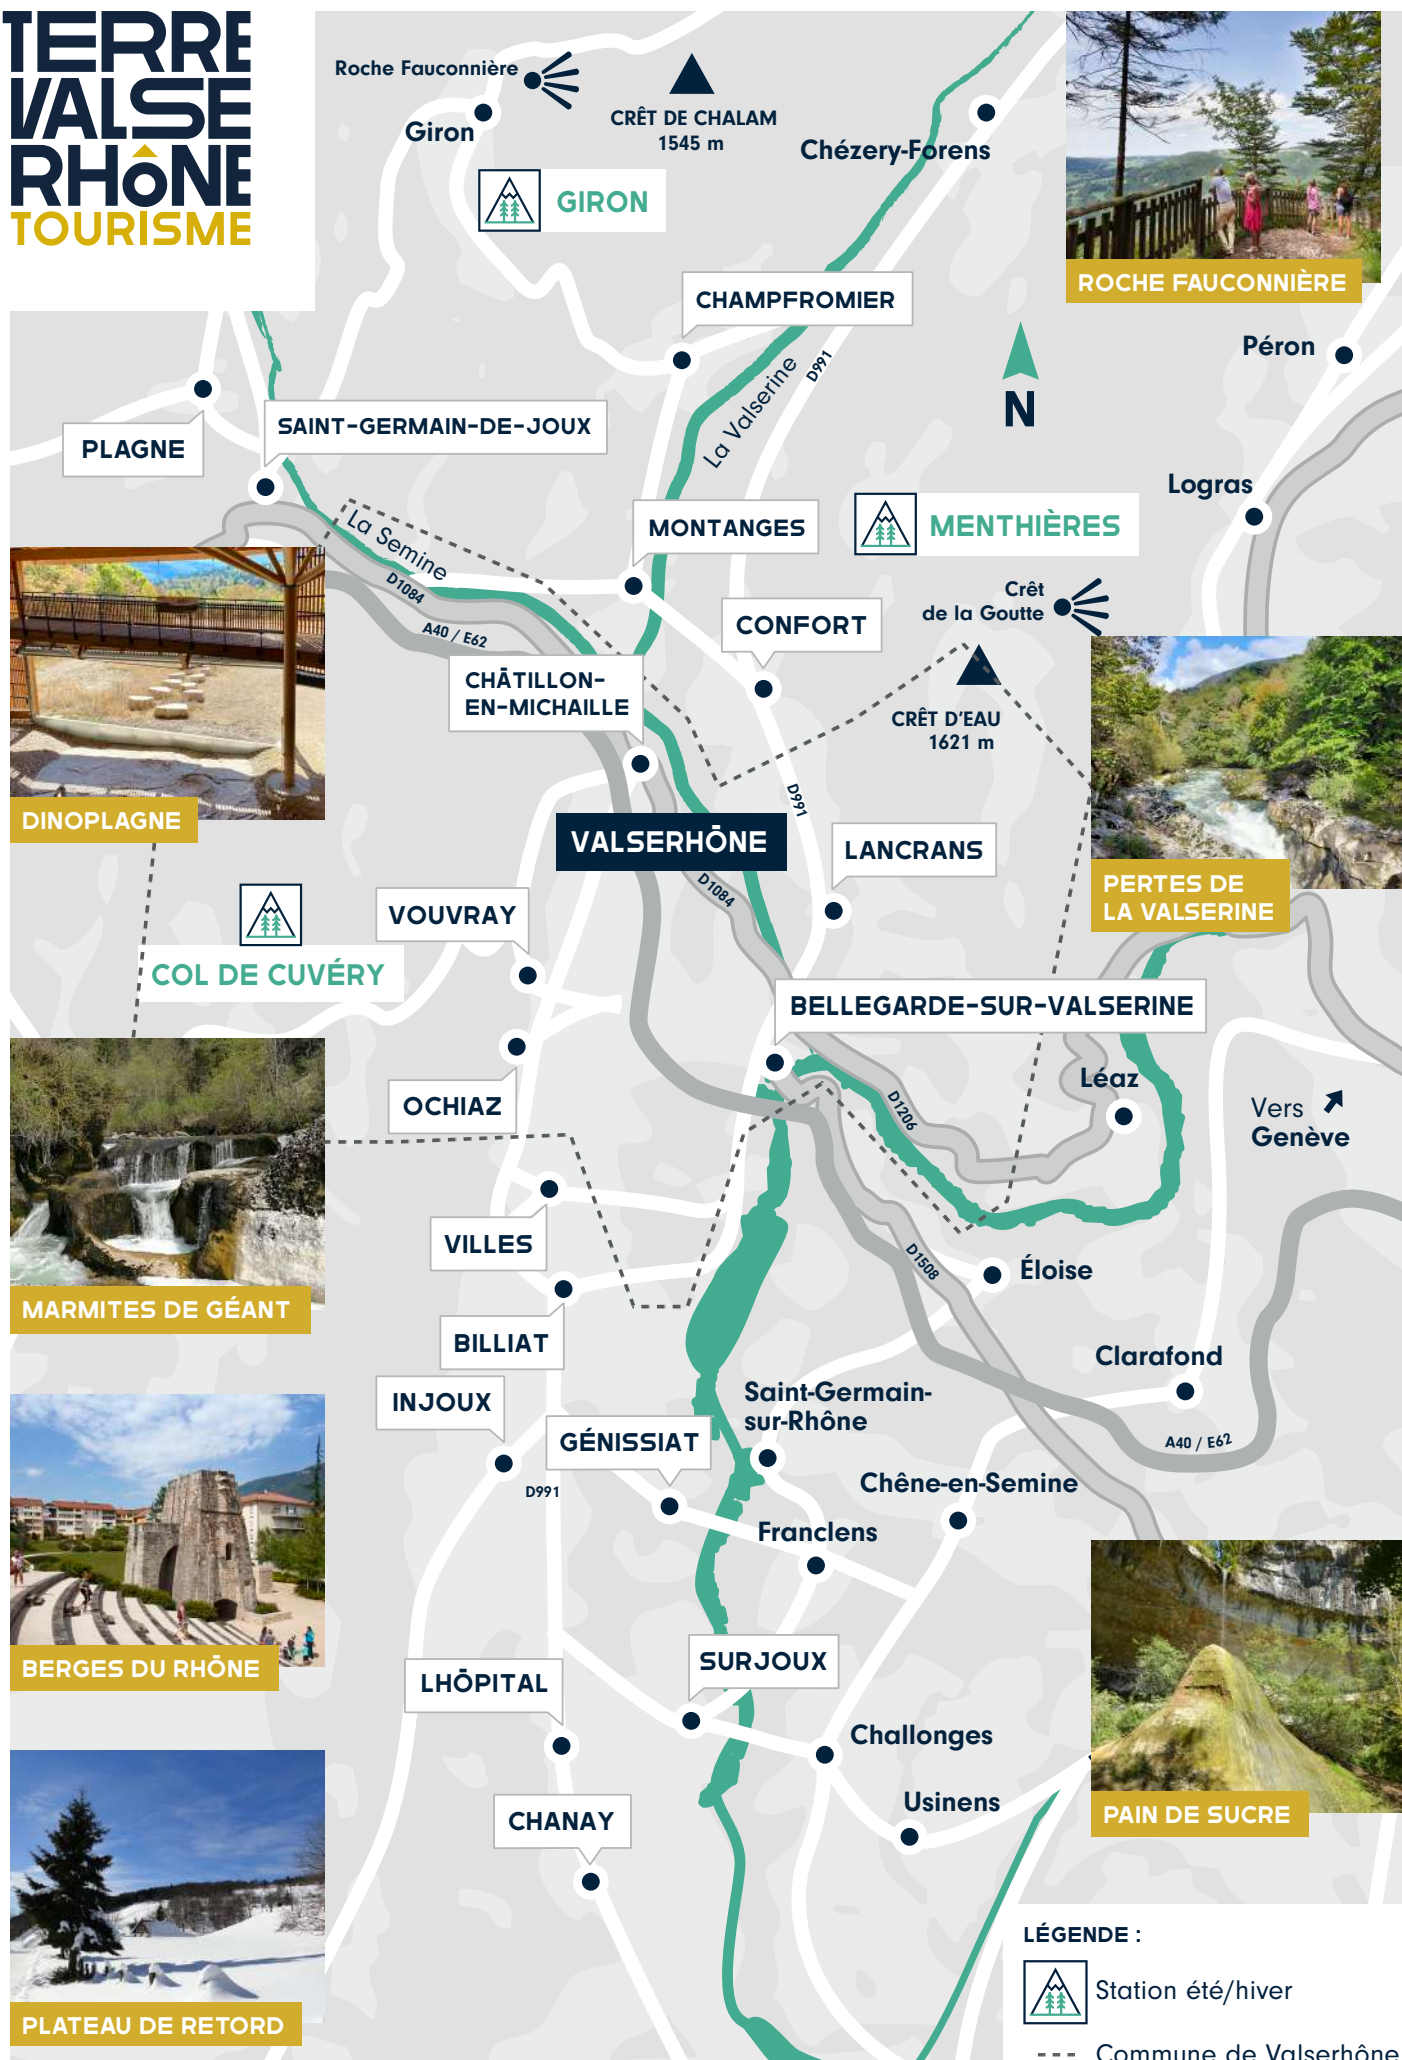 TERRE
VALSE
RHÔNE
TOURISME
Roche Fauconnière
Giron
CRÊT DE CHALAM
1545 m
Chézery-Forens
GIRON
ROCHE FAUCONNIÈRE
CHAMPFROMIER
Péron
D991
La Valserine
N
PLAGNE
SAINT-GERMAIN-DE-JOUX
Logras
MONTANGES
MENTHIÈRES
La Semine
D1084
A40 / E62
Crêt
de la Goutte
CONFORT
CHÂTILLON-
EN-MICHAILLE
CRÊT D'EAU
1621 m
DINOPLAGNE
D991
VALSERHÔNE
LANCRANS
D1084
PERTES DE
LA VALSERINE
VOUVRAY
COL DE CUVÉRY
BELLEGARDE-SUR-VALSERINE
OCHIAZ
Léaz
D1206
Vers
Genève
VILLES
Éloise
D1508
MARMITES DE GÉANT
BILLIAT
Clarafond
INJOUX
Saint-Germain-
sur-Rhône
GÉNISSIAT
A40 / E62
D991
Chêne-en-Semine
Franclens
BERGES DU RHÔNE
SURJOUX
LHÔPITAL
Challonges
Usinens
CHANAY
PAIN DE SUCRE
PLATEAU DE RETORD
LÉGENDE :
Station été/hiver
Commune de Valserhône